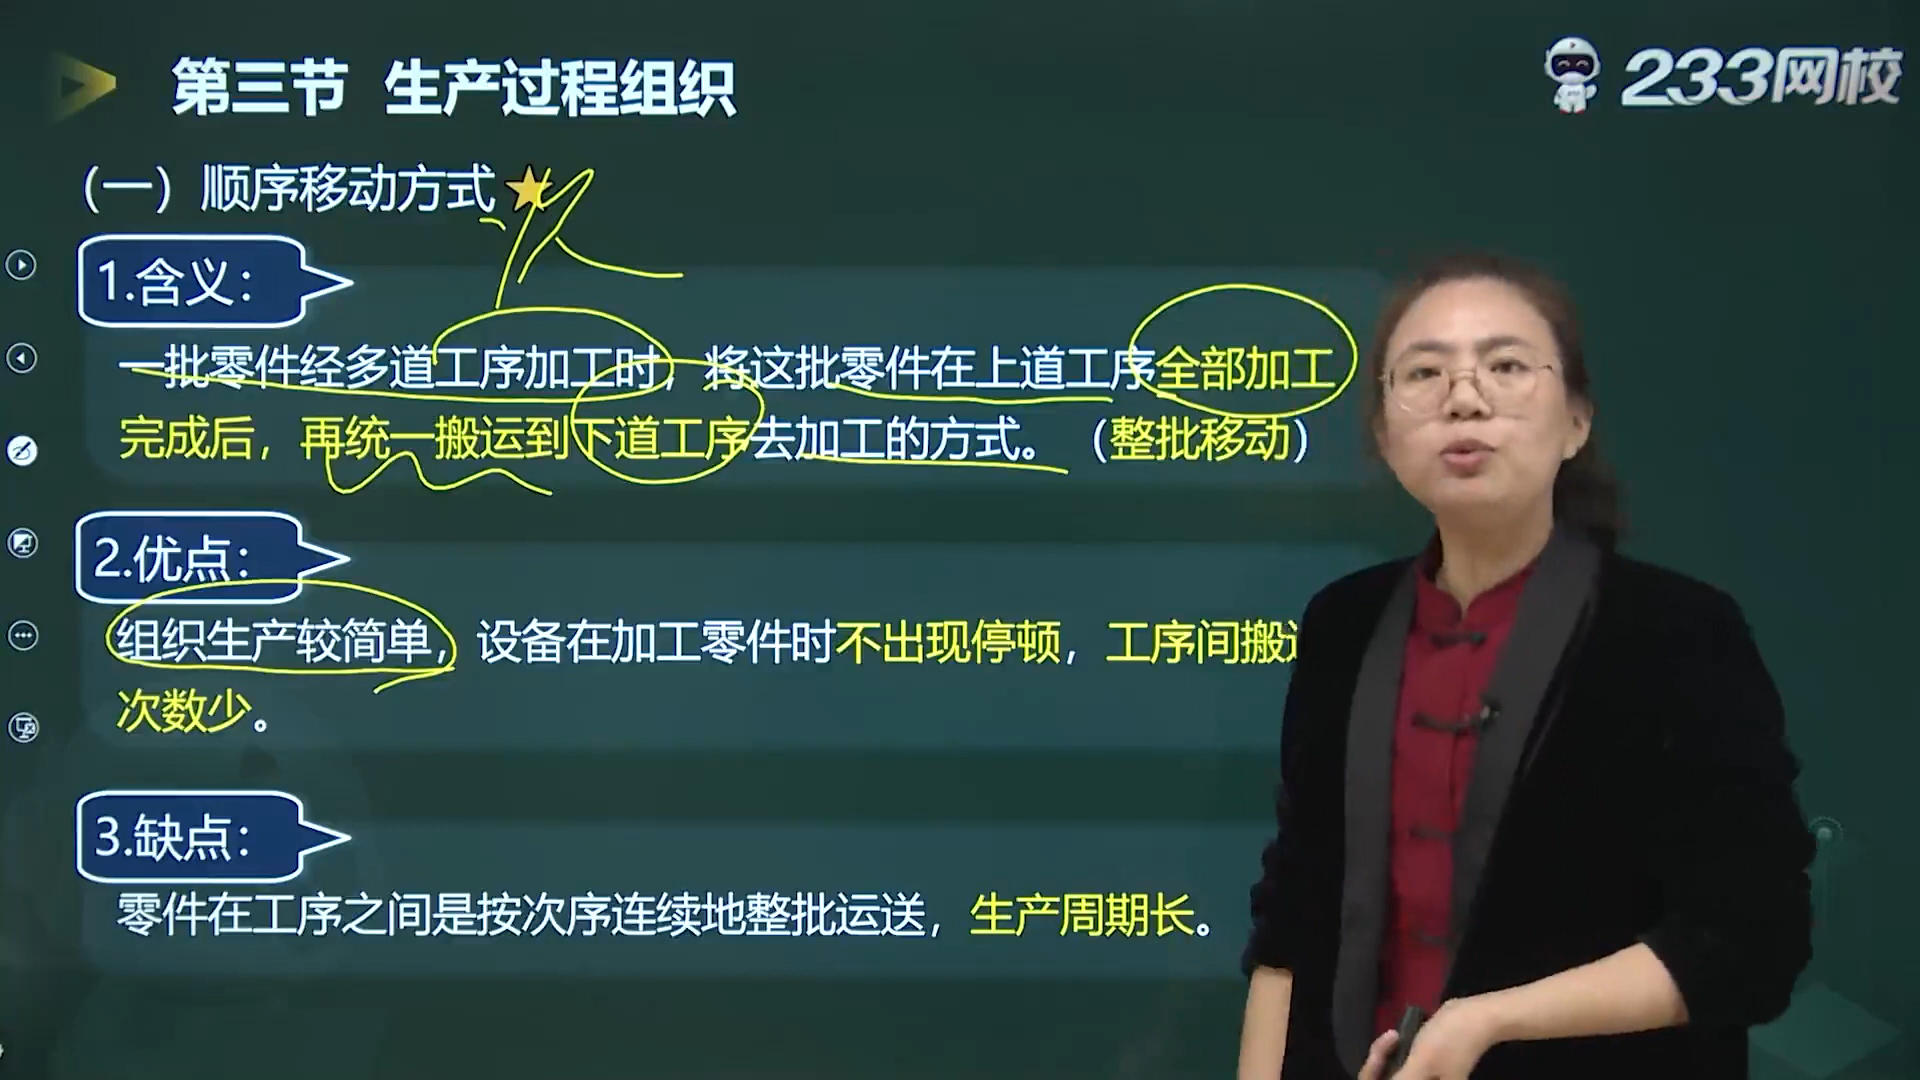 第三节 生产过程组织
233网校
（一）顺序移动方式
1.含义：
一批零件经多道工序加工时，将这批零件在上道工序全部加工
完成后，再统一搬运到下道工序去加工的方式。（整批移动）
2.优点：
组织生产较简单，设备在加工零件时不出现停顿，工序间搬
次数少。
3.缺点：
零件在工序之间是按次序连续地整批运送，生产周期长。